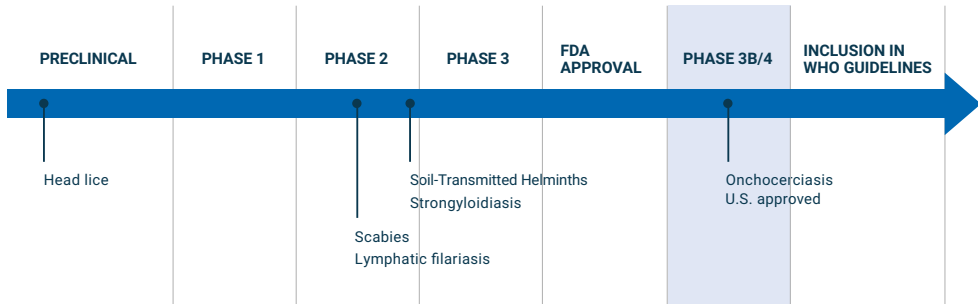 PRECLINICAL
PHASE 1
PHASE 2
PHASE 3
FDA
APPROVAL
PHASE 3B/4
INCLUSION IN
WHO GUIDELINES
Head lice
Soil-Transmitted Helminths
Strongyloidiasis
Onchocerciasis
U.S. approved
Scabies
Lymphatic filariasis